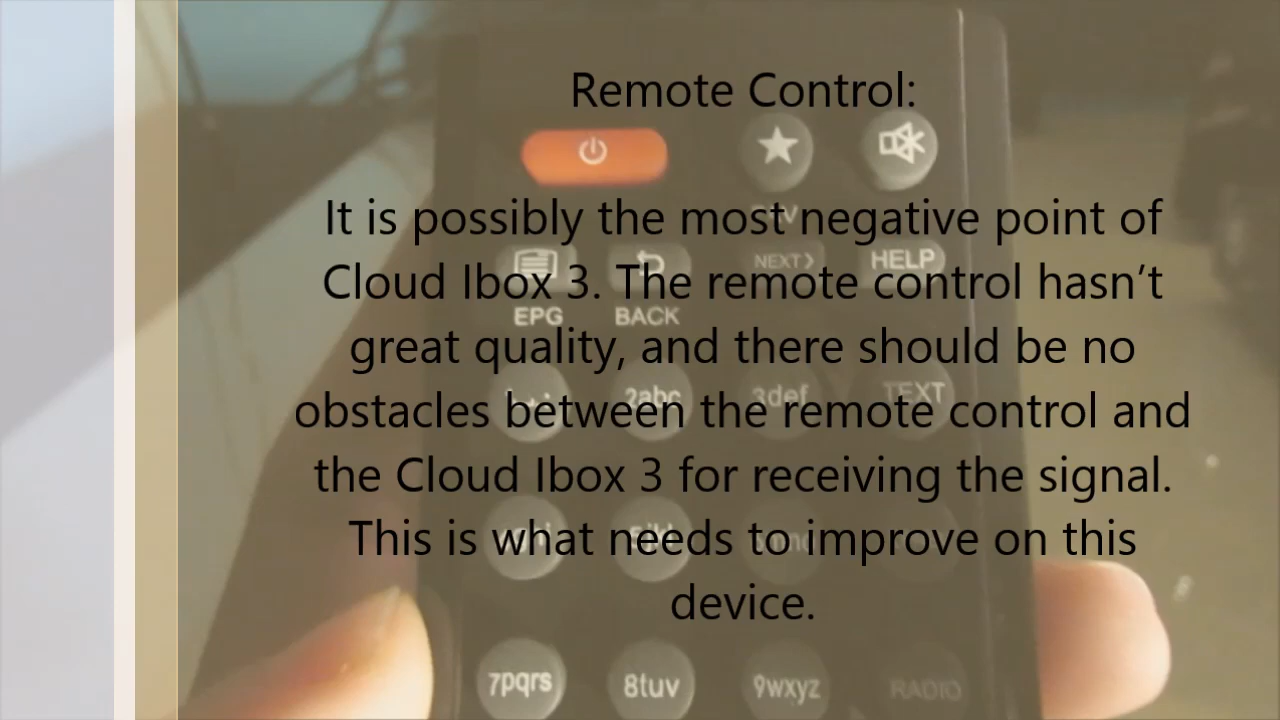 Remote Control:
It is possibly the most negative point of
Cloud Ibox 3. The remote control hasn’t
great quality, and there should be no
obstacles between the remote control and
the Cloud Ibox 3 for receiving the signal.
This is what needs to improve on this
device.
NEXT
HELP
EPG BACK
2abc 3def TEXT
7pqrs 8tuv 9wxyz RADIO